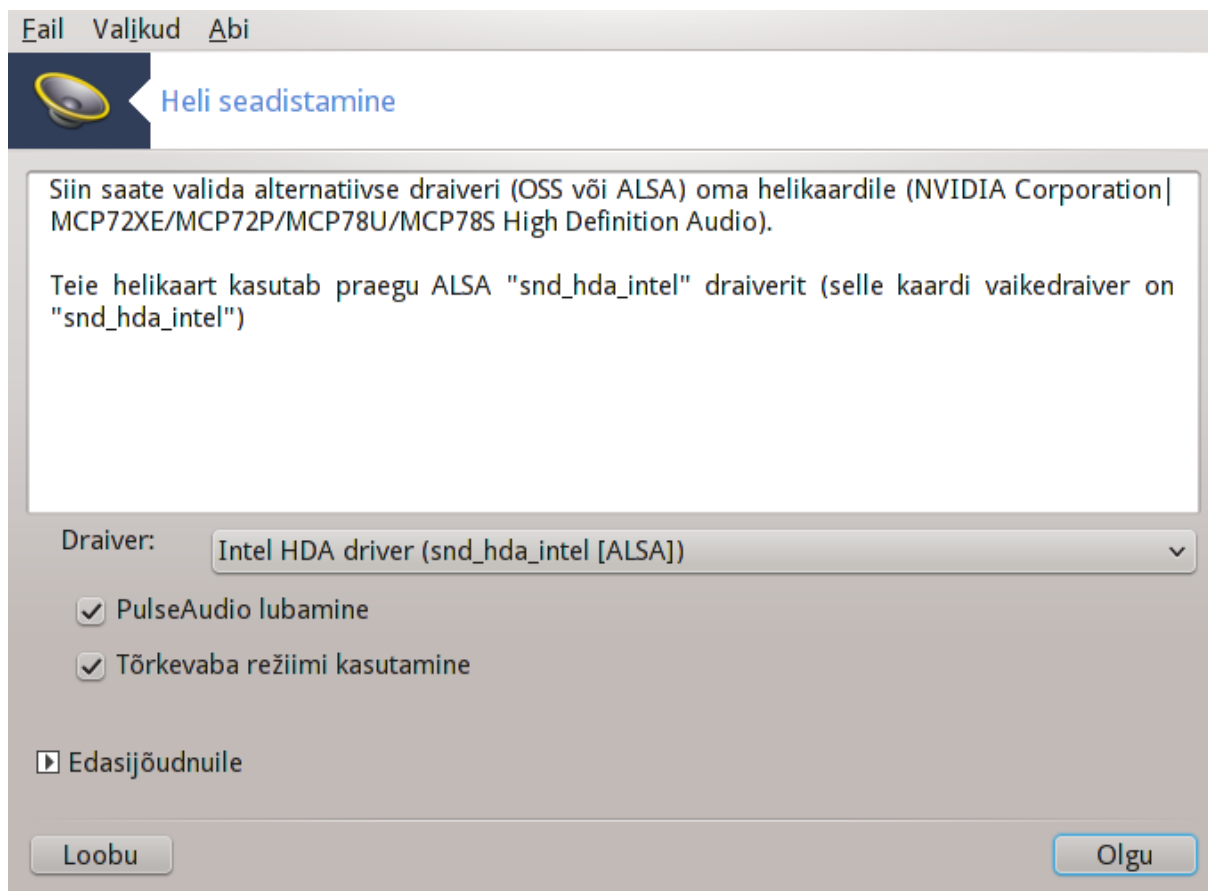 Fail Valikud Abi
Heli seadistamine
Siin saate valida alternatiivse draiveri (OSS või ALSA) oma helikaardile (NVIDIA Corporation|
MCP72XE/MCP72P/MCP78U/MCP78S High Definition Audio).
Teie helikaart kasutab praegu ALSA "snd_hda_intel" draiverit (selle kaardi vaikedraiver on
"snd_hda_intel")
Draiver: Intel HDA driver (snd_hda_intel [ALSA])
PulseAudio lubamine
Tõrkevaba režiimi kasutamine
Edasijõudnuile
Loobu Olgu